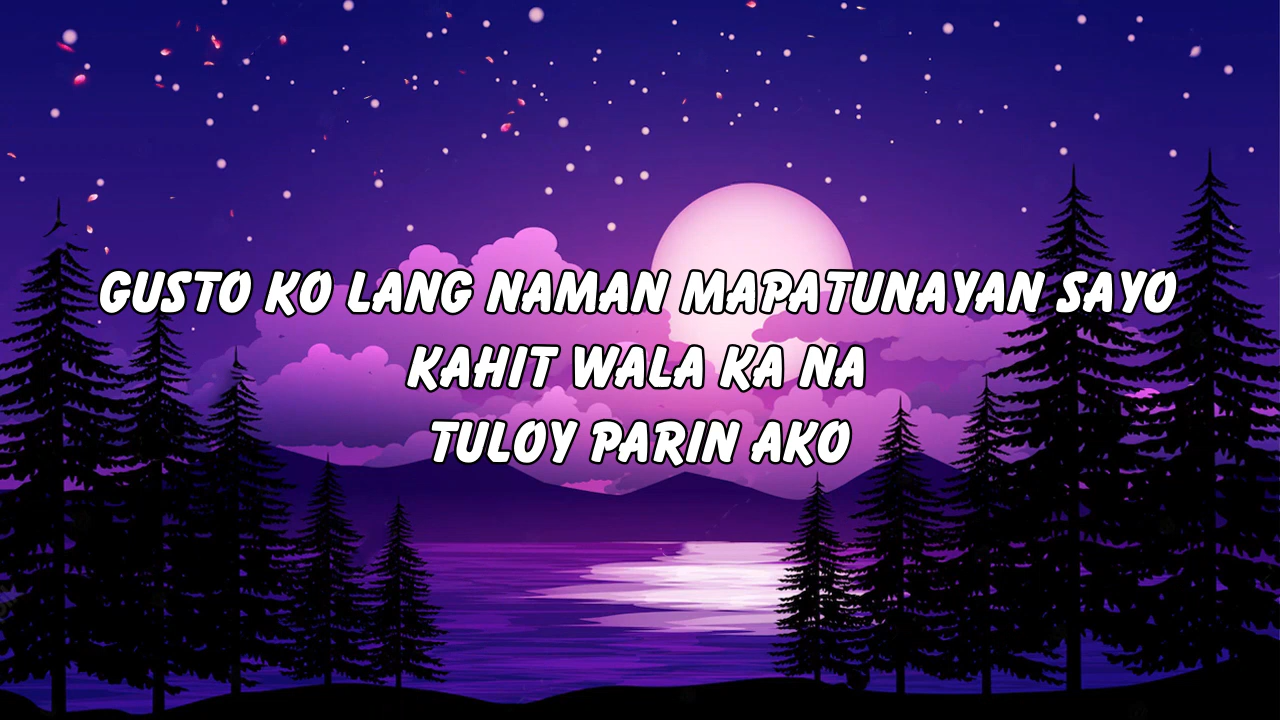 GUSTO KO LANG NAMAN MAPATUNAYAN SAYO
KAHIT WALA KA NA
TULOY PARIN AKO